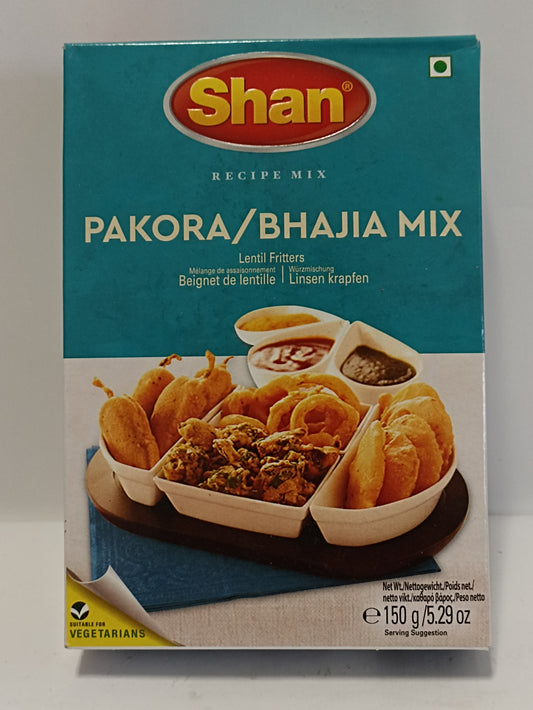 Shan®
RECIPE MIX
PAKORA/BHAJIA MIX
Lentil Fritters
Mélange de assaisonnement
Beignet de lentille
Würzmischung
Linsen krapfen
Net Wt./Nettogewicht./Poids net./
netto vikt./καθαρό βάρος./Peso netto
℮150 g/5.29 oz
Serving Suggestion
SUITABLE FOR
VEGETARIANS